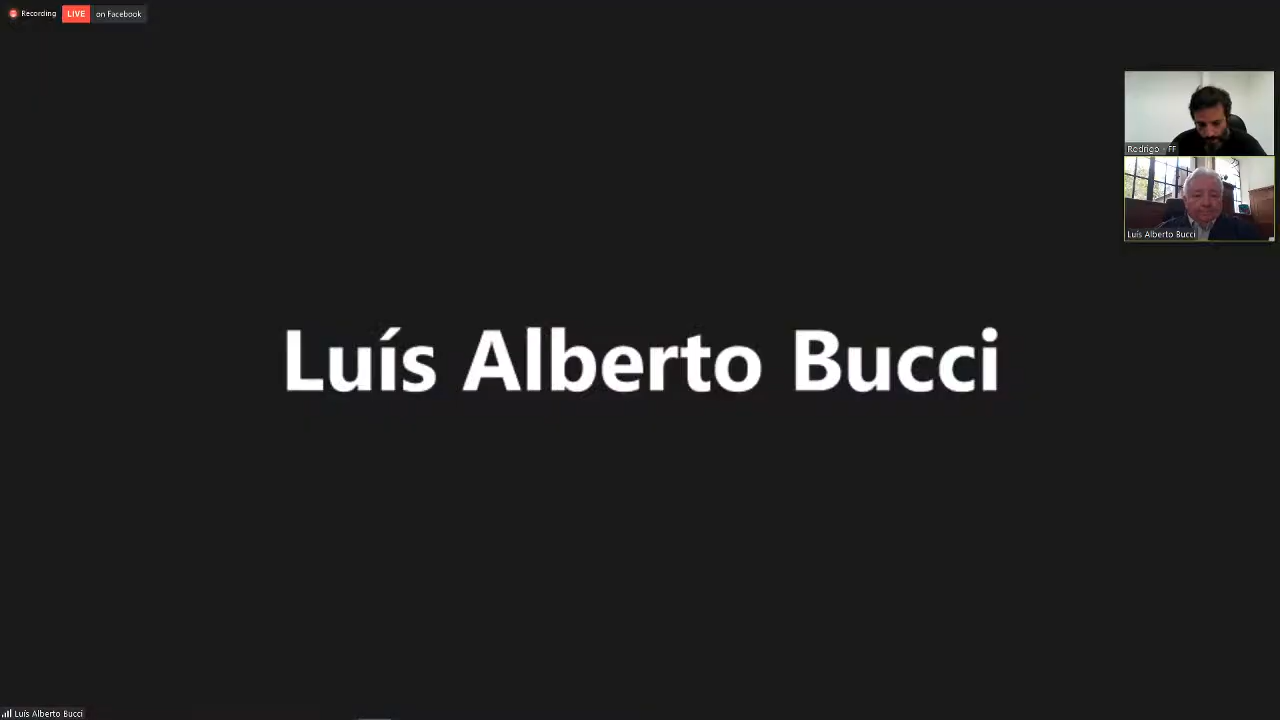 Recording LIVE on Facebook
Rodrigo - FF
Luís Alberto Bucci
Luís Alberto Bucci
Luís Alberto Bucci